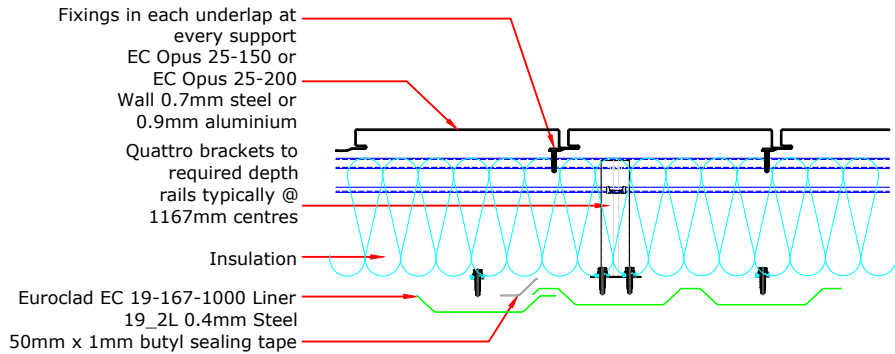 Fixings in each underlap at
every support
EC Opus 25-150 or
EC Opus 25-200
Wall 0.7mm steel or
0.9mm aluminium
Quattro brackets to
required depth
rails typically @
1167mm centres
Insulation
Euroclad EC 19-167-1000 Liner
19_2L 0.4mm Steel
50mm x 1mm butyl sealing tape